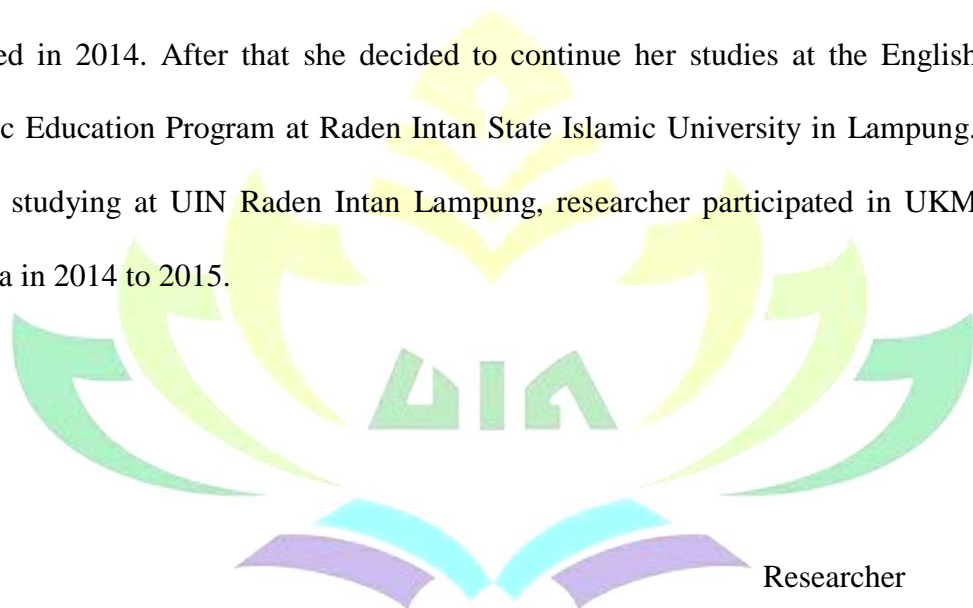 ed in 2014. After that she decided to continue her studies at the English
c Education Program at Raden Intan State Islamic University in Lampung.
studying at UIN Raden Intan Lampung, researcher participated in UKM
a in 2014 to 2015.
UIN
Researcher